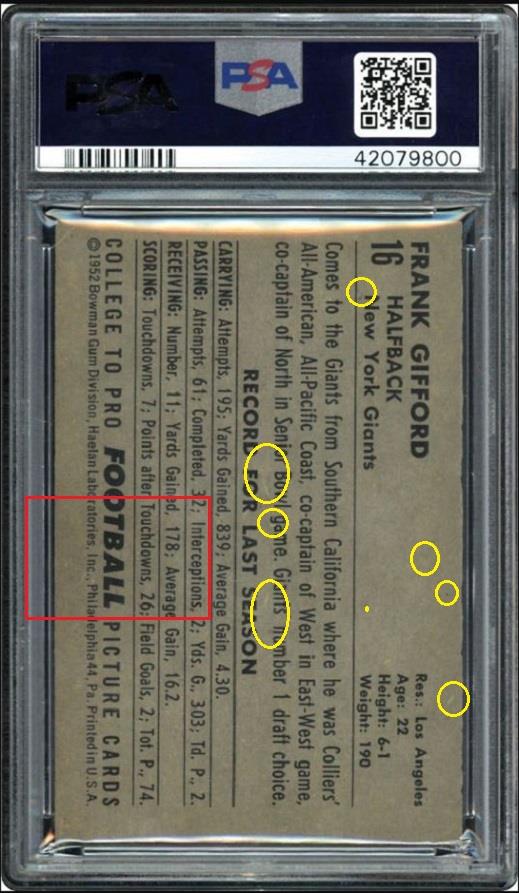 PSA
PSA
42079800
FRANK GIFFORD
16 HALFBACK
New York Giants
Res.: Los Angeles
Age: 22
Height: 6-1
Weight: 190
Comes to the Giants from Southern California where he was Colliers'
All-American, All-Pacific Coast, co-captain of West in East-West game,
co-captain of North in Senior Bowl game. Giants' number 1 draft choice.
RECORD FOR LAST SEASON
CARRYING: Attempts, 195; Yards Gained, 839; Average Gain, 4.30.
PASSING: Attempts, 61; Completed, 32; Interceptions, 2; Yds. G., 303; Td. P., 2.
RECEIVING: Number, 11; Yards Gained, 178; Average Gain, 16.2.
SCORING: Touchdowns, 7; Points after Touchdowns, 26; Field Goals, 2; Tot. P., 74.
COLLEGE TO PRO FOOTBALL PICTURE CARDS
©1952 Bowman Gum Division, Haelan Laboratories, Inc., Philadelphia 44, Pa. Printed in U.S.A.